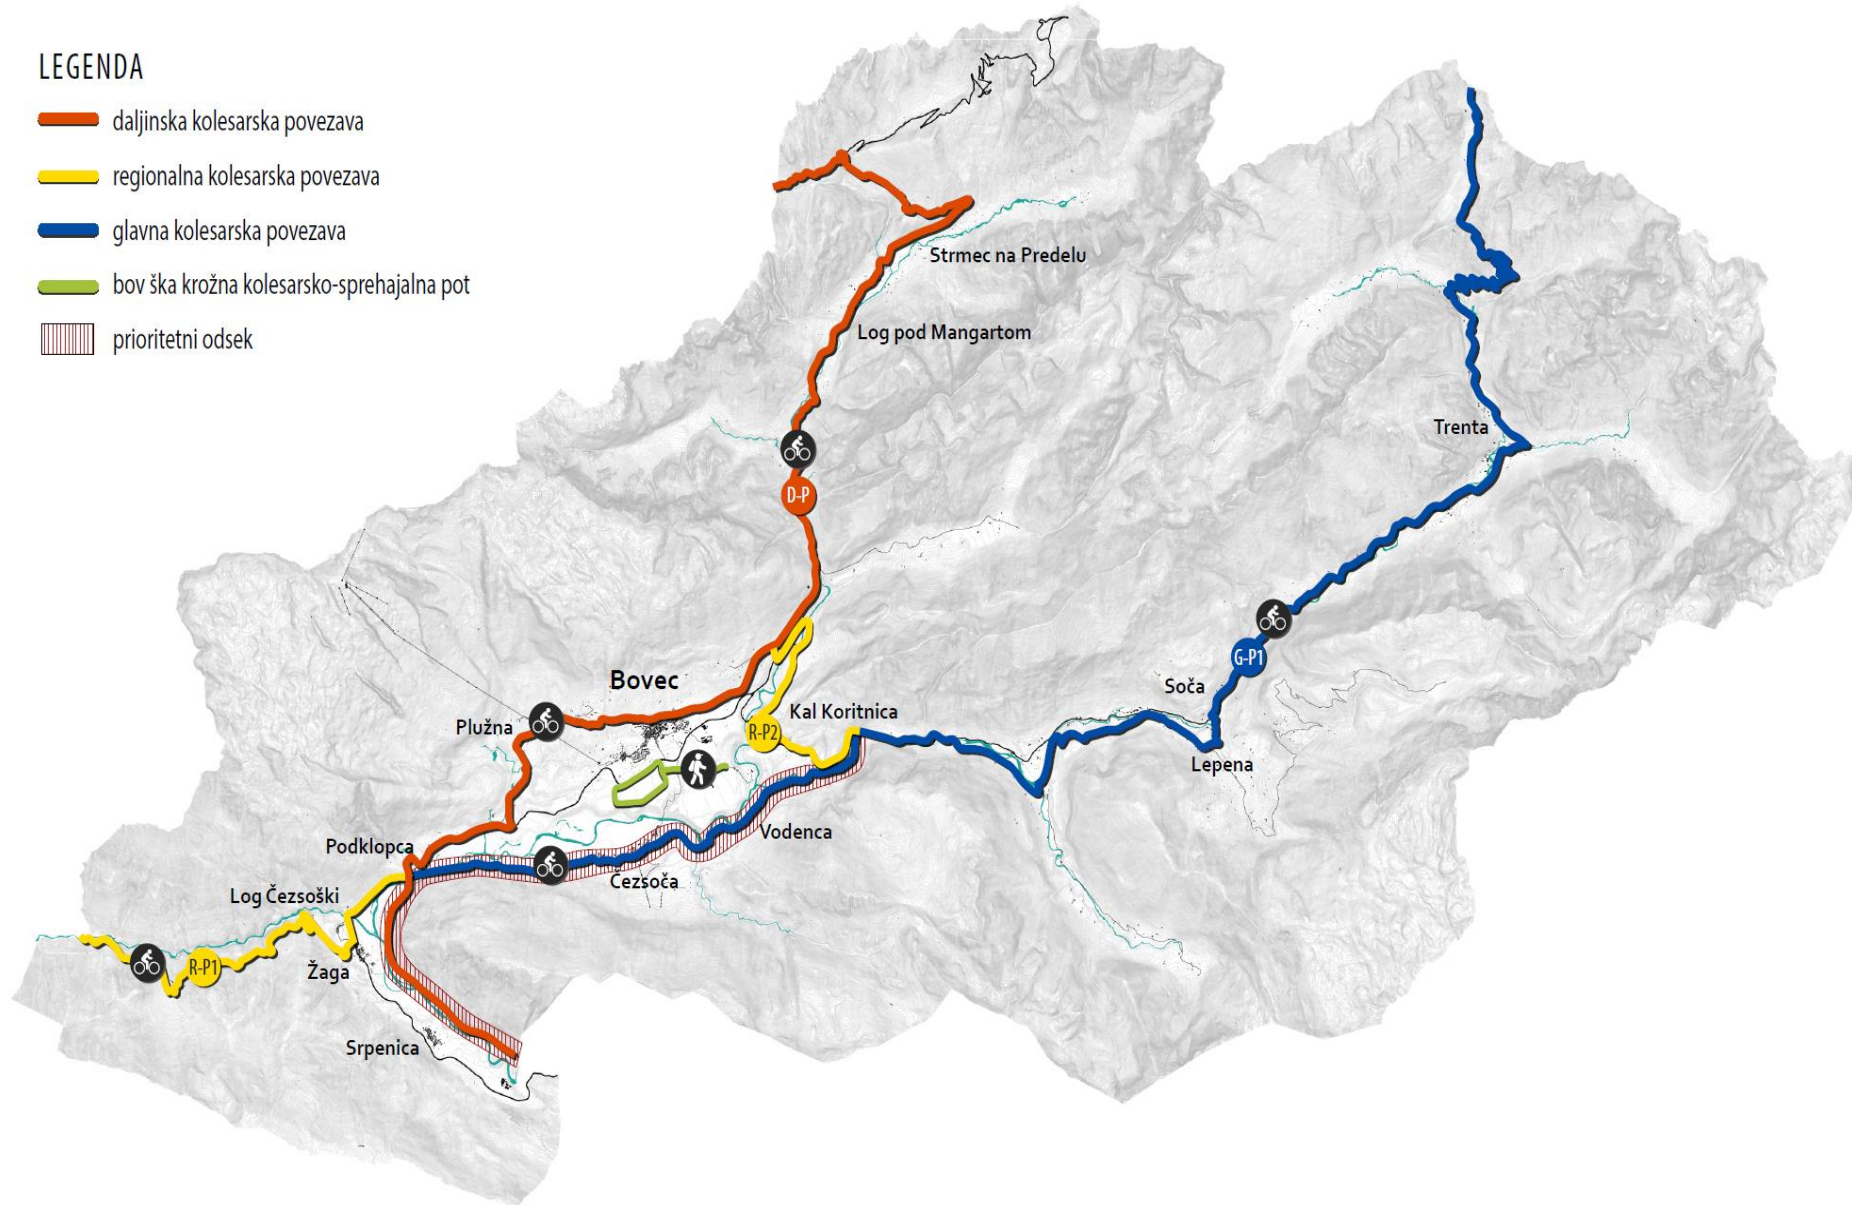 LEGENDA
daljinska kolesarska povezava
regionalna kolesarska povezava
glavna kolesarska povezava
bov ška krožna kolesarsko-sprehajalna pot
prioritetni odsek
Strmec na Predelu
Log pod Mangartom
Trenta
D-P
G-P1
Bovec
Soča
Plužna
Kal Koritnica
R-P2
Lepena
Vodenca
Podklopca
Čezsoča
Log Čezsoški
R-P1
Žaga
Srpenica